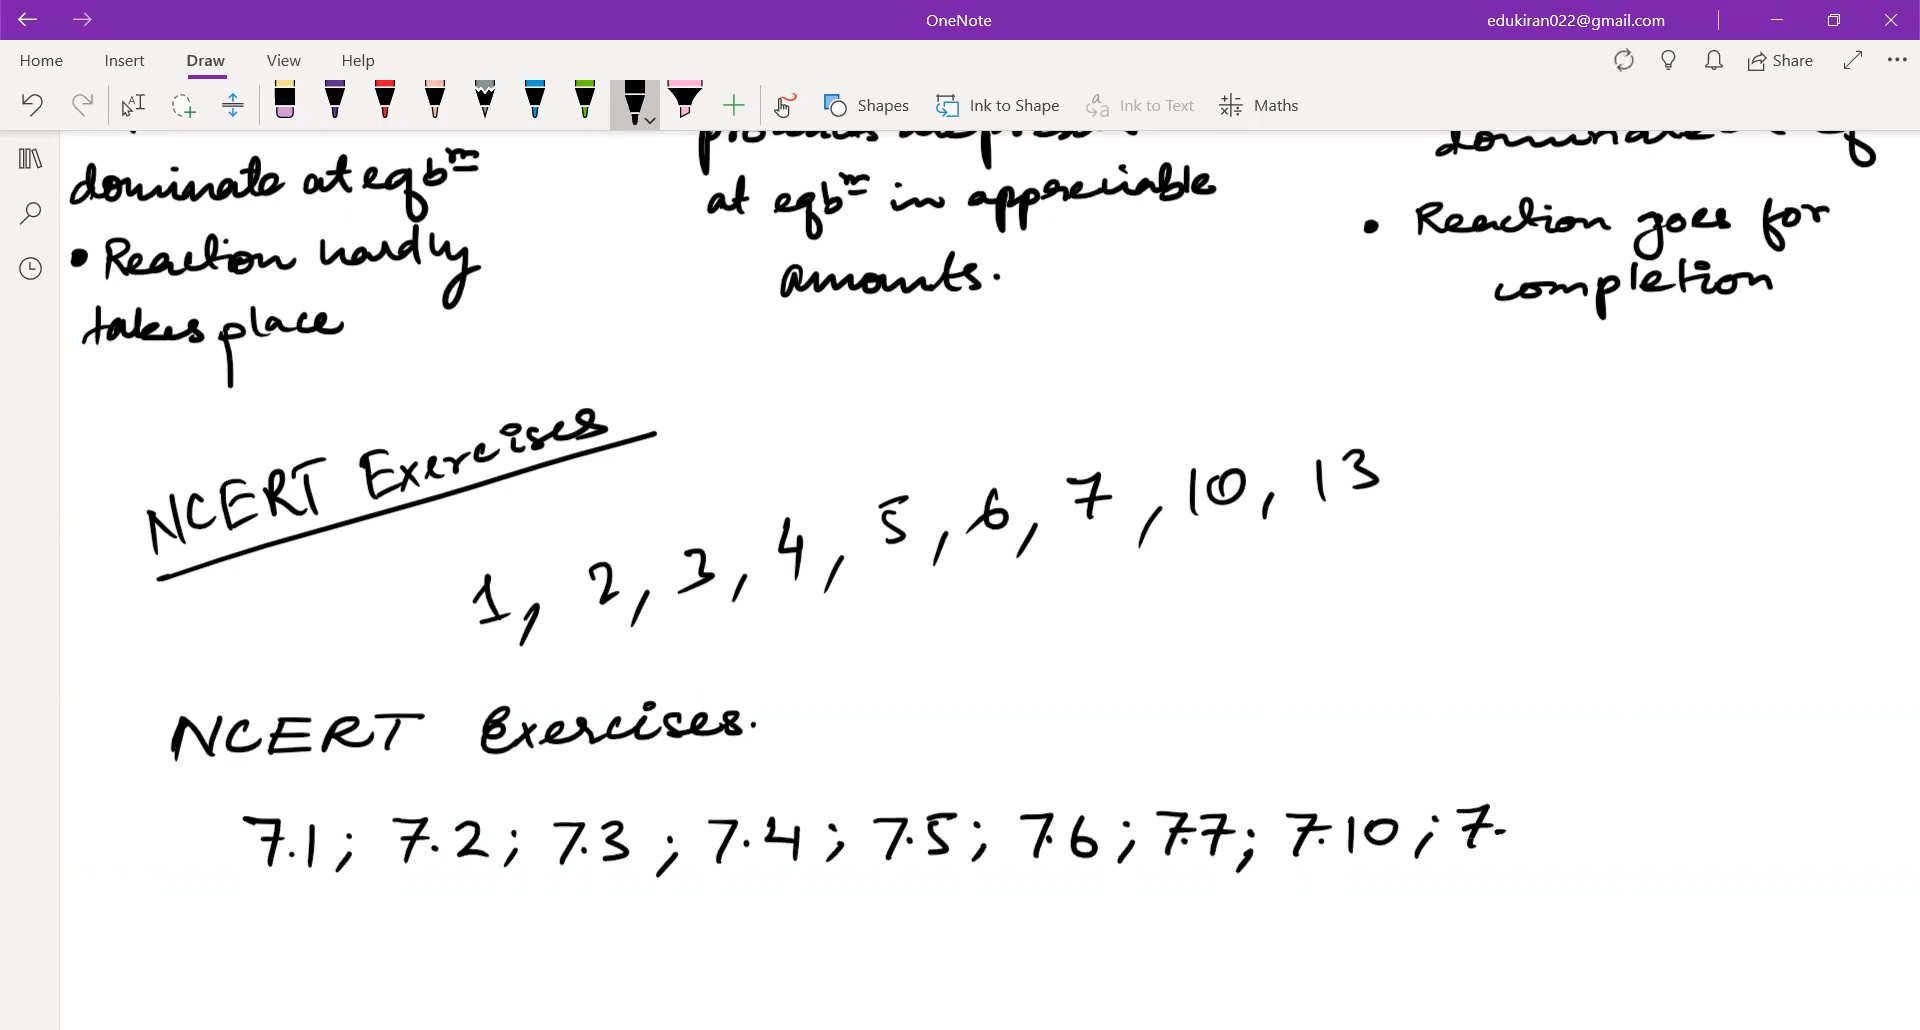 OneNote edukiran022@gmail.com
Home Insert Draw View Help Share
Shapes Ink to Shape Ink to Text Maths
dominate at eqbm
• Reaction hardly
takes place
at eqbm in appreciable
amounts.
• Reaction goes for
completion
NCERT Exercises
1, 2, 3, 4, 5, 6, 7, 10, 13
NCERT Exercises.
7.1; 7.2; 7.3; 7.4; 7.5; 7.6; 7.7; 7.10; 7.